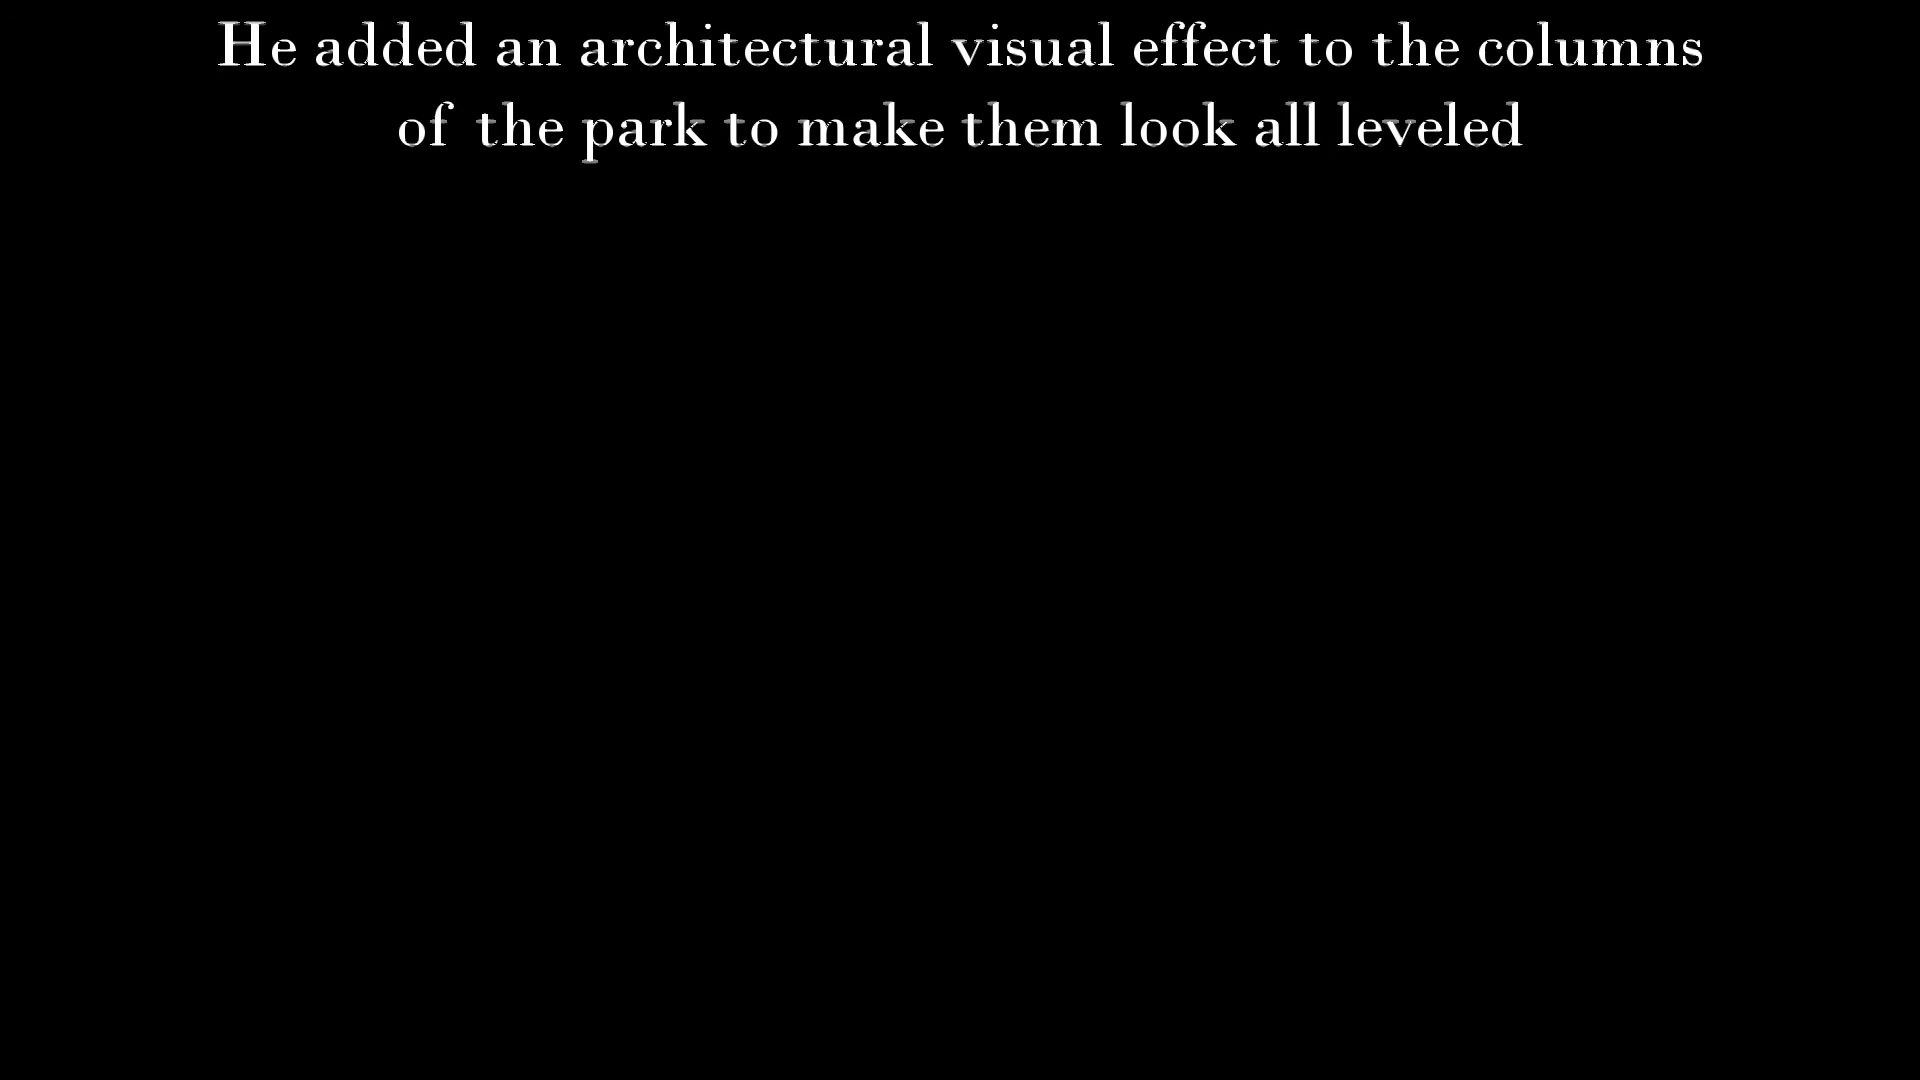 He added an architectural visual effect to the columns
of the park to make them look all leveled